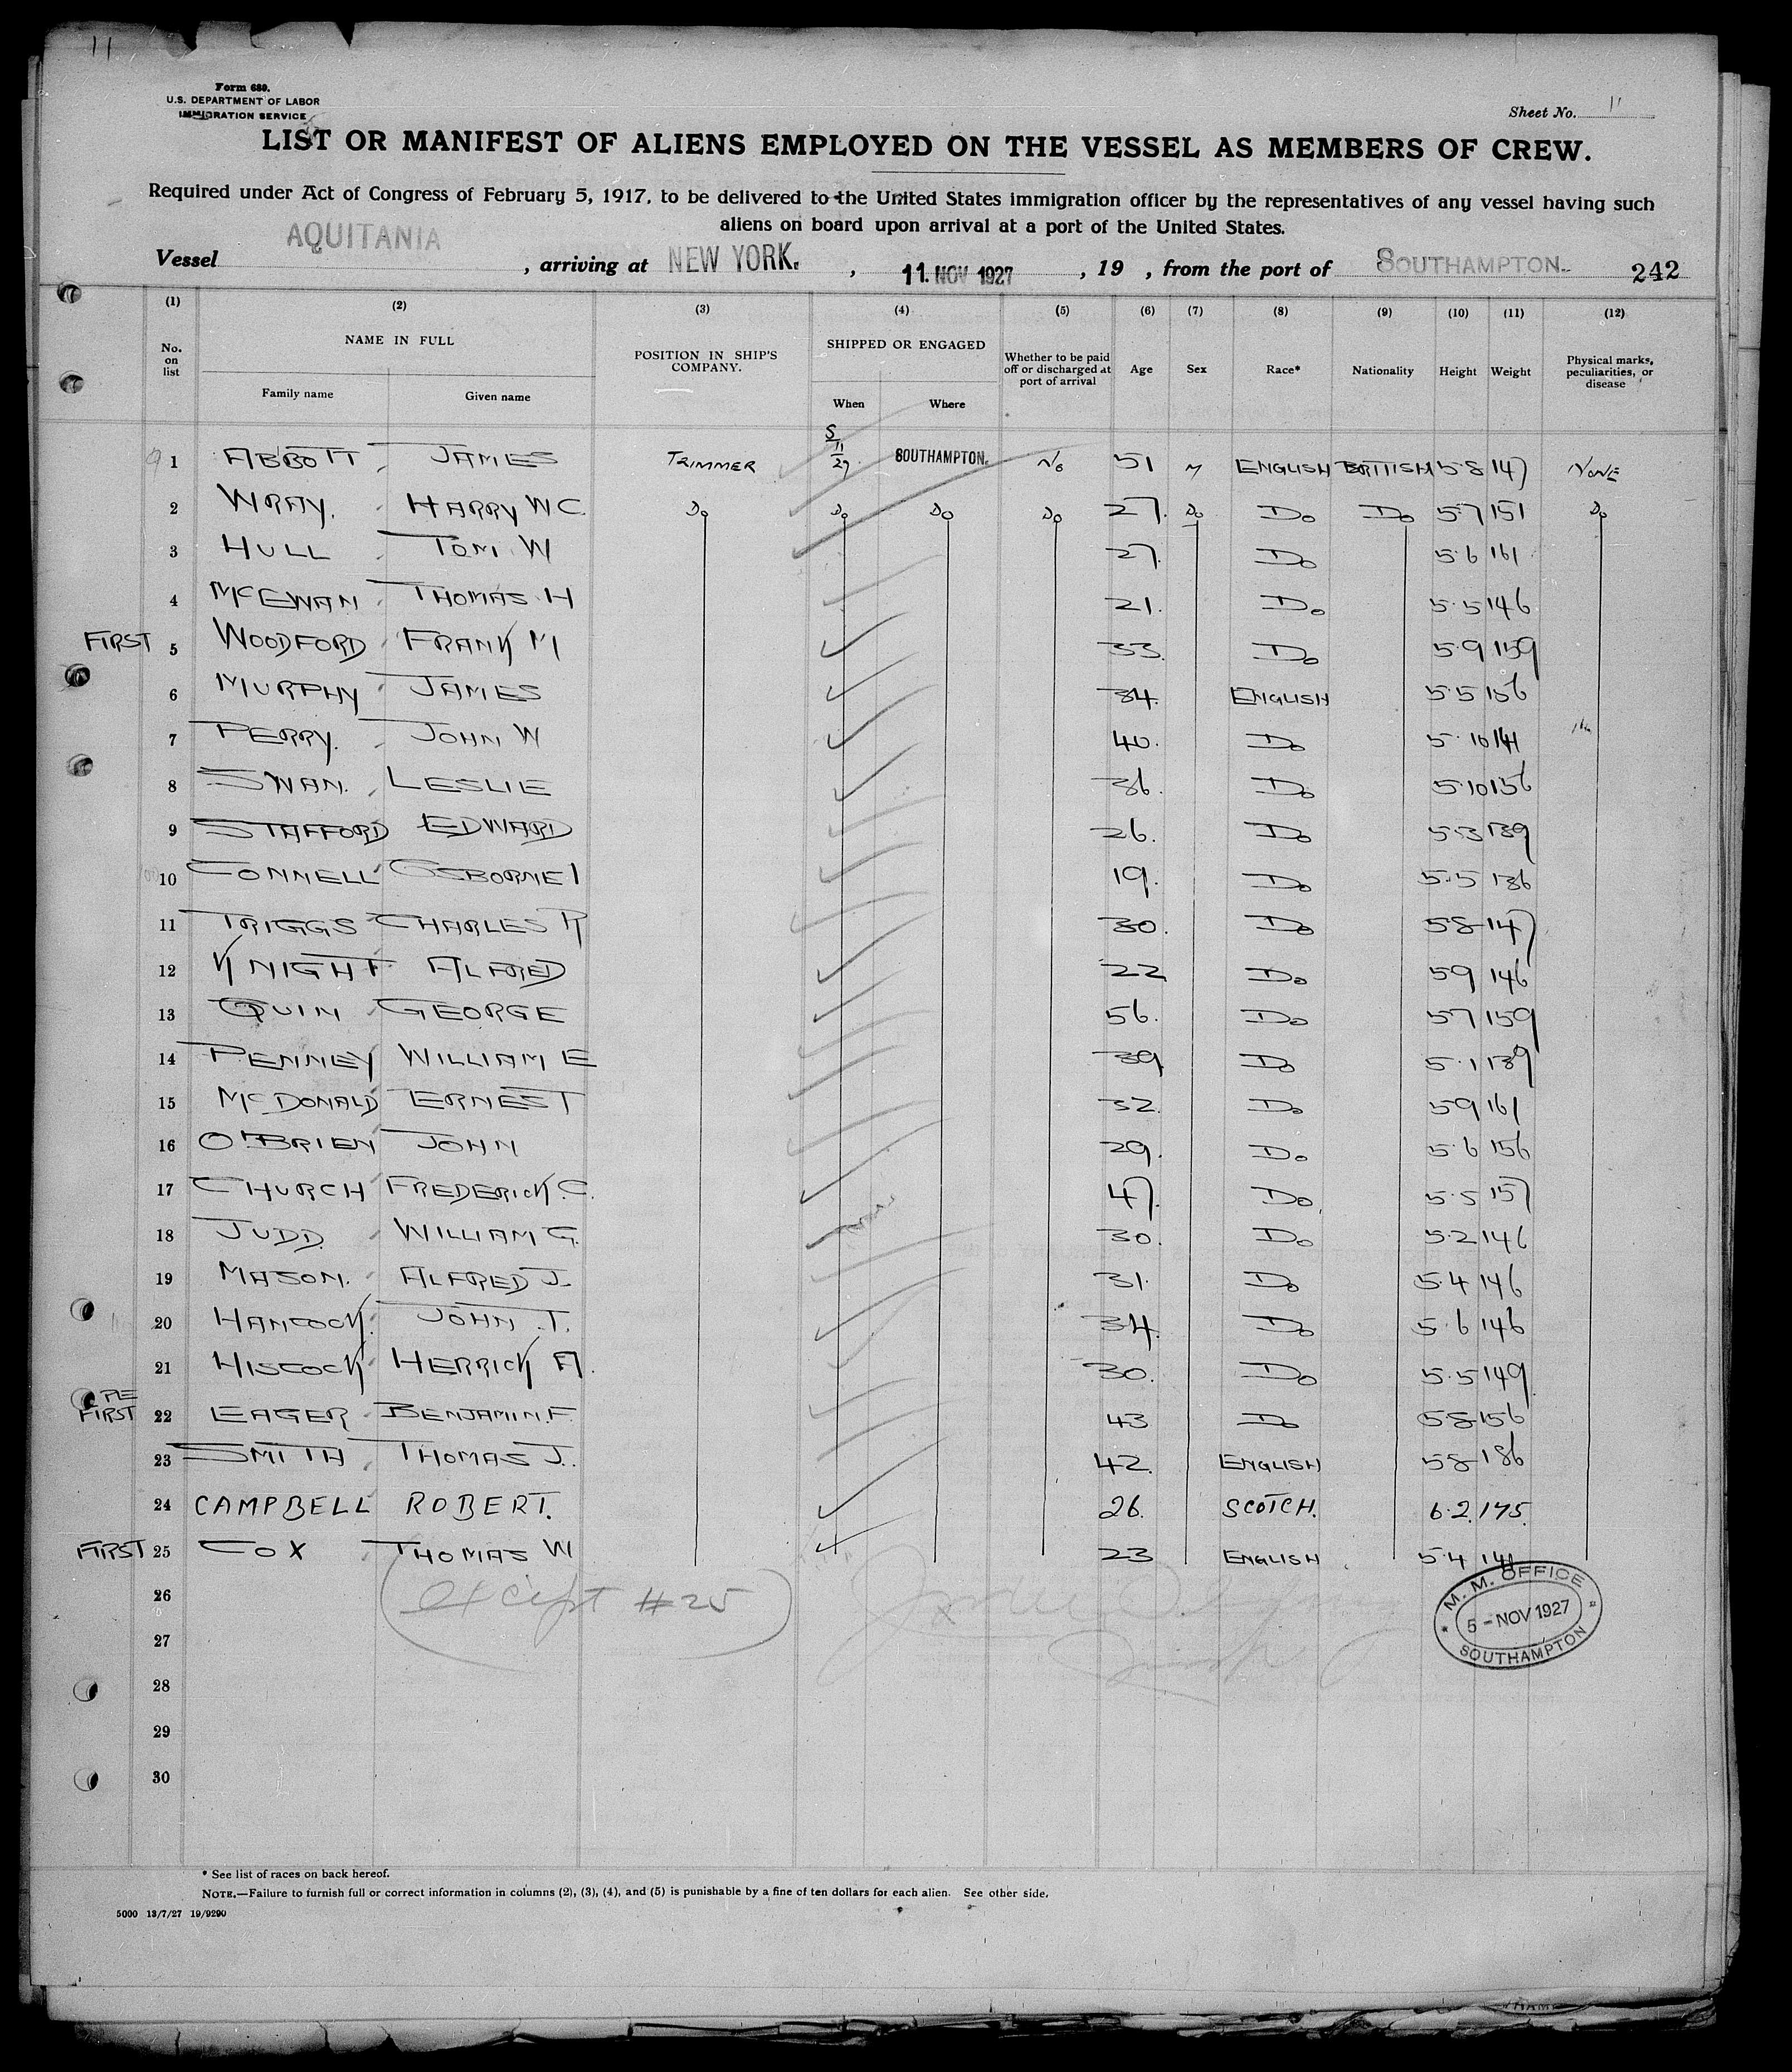 11
Form 680.
U.S. DEPARTMENT OF LABOR
IMMIGRATION SERVICE
Sheet No. 11
LIST OR MANIFEST OF ALIENS EMPLOYED ON THE VESSEL AS MEMBERS OF CREW.
Required under Act of Congress of February 5, 1917, to be delivered to the United States immigration officer by the representatives of any vessel having such
aliens on board upon arrival at a port of the United States.
Vessel AQUITANIA, arriving at NEW YORK., 11. NOV 1927, 19 , from the port of SOUTHAMPTON. 242
(1) (2) (3) (4) (5) (6) (7) (8) (9) (10) (11) (12)
No. on list NAME IN FULL Family name Given name POSITION IN SHIP'S COMPANY. SHIPPED OR ENGAGED When Where Whether to be paid off or discharged at port of arrival Age Sex Race* Nationality Height Weight Physical marks, peculiarities, or disease
1 ABBOTT JAMES TRIMMER 5/11/27 SOUTHAMPTON. No 51 M ENGLISH BRITISH 5·8 147 NONE
2 WRAY. HARRY W C. Do Do Do Do 27. Do Do Do 5·7 151 Do
3 HULL TOM W 27. Do 5·6 161
4 McEWAN THOMAS H 21. Do 5·5 146
FIRST 5 WOODFORD FRANK M 33. Do 5·9 159
6 MURPHY JAMES 34. ENGLISH 5·5 156
7 PERRY. JOHN W 40. Do 5·10 141
8 SWAN. LESLIE 36. Do 5·10 156
9 STAFFORD EDWARD 26. Do 5·3 139
10 CONNELL OSBORNE I 19. Do 5·5 136
11 TRIGGS CHARLES R 30. Do 5·8 147
12 KNIGHT ALFRED 22 Do 5·9 146
13 QUIN GEORGE 56. Do 5·7 159
14 PENNEY WILLIAM E 39 Do 5·1 139
15 McDONALD ERNEST 32. Do 5·9 161
16 O'BRIEN JOHN 29. Do 5·6 156
17 CHURCH FREDERICK.C. 47. Do 5·5 157
18 JUDD. WILLIAM G. 30. Do 5·2 146
19 MASON. ALFRED J. 31. Do 5·4 146
20 HANCOCK. JOHN .T. 34. Do 5·6 146
21 HISCOCK HERRICK A. 30. Do 5·5 149
RE
FIRST 22 EAGER BENJAMIN.F. 43 Do 5·8 156
23 SMITH THOMAS J. 42. ENGLISH 5·8 186
24 CAMPBELL ROBERT. 26. SCOTCH. 6·2. 175.
FIRST 25 COX THOMAS W 23 ENGLISH 5·4 141
26 (except #25)
27
28
29
30
M. M. OFFICE
5 - NOV 1927
SOUTHAMPTON
* See list of races on back hereof.
NOTE.—Failure to furnish full or correct information in columns (2), (3), (4), and (5) is punishable by a fine of ten dollars for each alien. See other side.
5000 13/7/27 19/9290